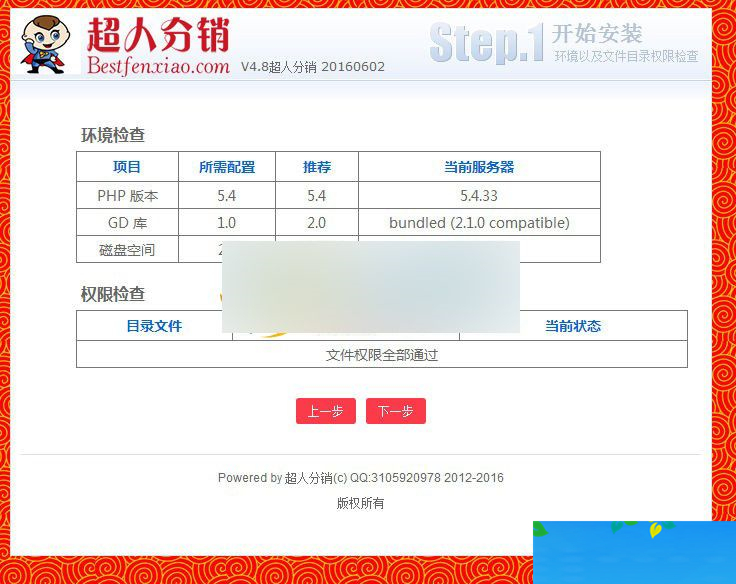 超人分销
Bestfenxiao.com
V4.8超人分销 20160602
Step.1
开始安装
环境以及文件目录权限检查
环境检查
项目 所需配置 推荐 当前服务器
PHP 版本 5.4 5.4 5.4.33
GD 库 1.0 2.0 bundled (2.1.0 compatible)
磁盘空间
权限检查
目录文件 当前状态
文件权限全部通过
上一步 下一步
Powered by 超人分销(c) QQ:3105920978 2012-2016
版权所有